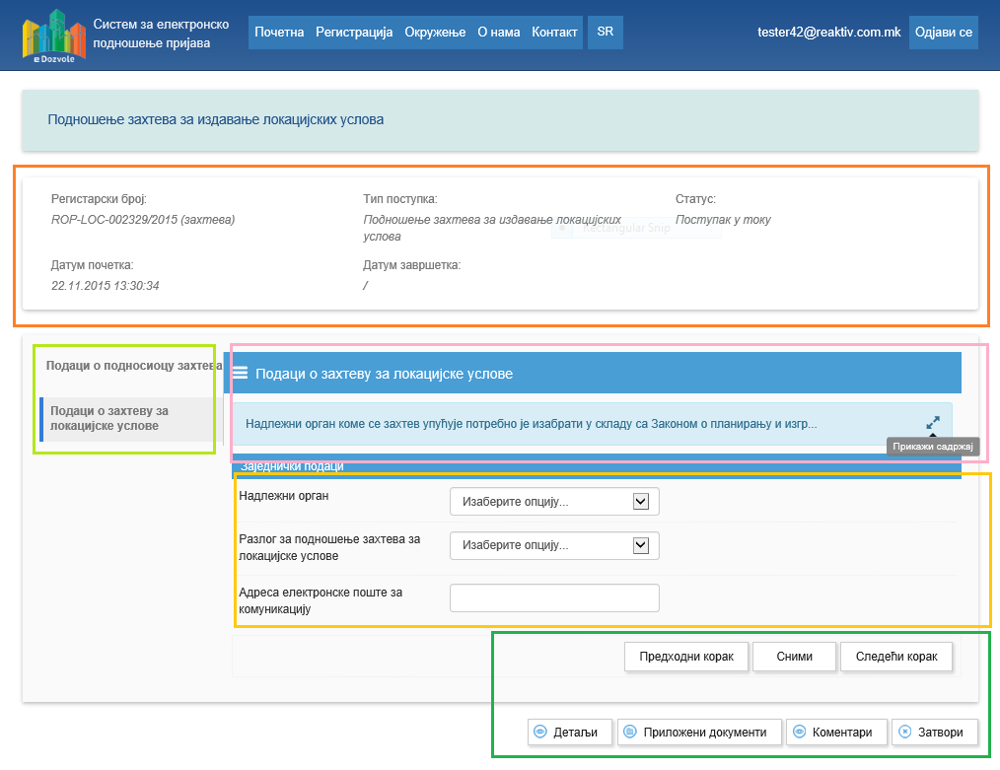 Систем за електронско
подношење пријава
e Dozvole
Почетна Регистрација Окружење О нама Контакт SR
tester42@reaktiv.com.mk Одјави се
Подношење захтева за издавање локацијских услова
Регистарски број: Тип поступка: Статус:
ROP-LOC-002329/2015 (захтева) Подношење захтева за издавање локацијских Поступак у току
услова
Rectangular Snip
Датум почетка: Датум завршетка:
22.11.2015 13:30:34 /
Подаци о подносиоцу захтева
Подаци о захтеву за
локацијске услове
Подаци о захтеву за локацијске услове
Надлежни орган коме се захтев упућује потребно је изабрати у складу са Законом о планирању и изгр...
Прикажи садржај
Заједнички подаци
Надлежни орган Изаберите опцију...
Разлог за подношење захтева за Изаберите опцију...
локацијске услове
Адреса електронске поште за
комуникацију
Предходни корак Сними Следећи корак
Детаљи Приложени документи Коментари Затвори